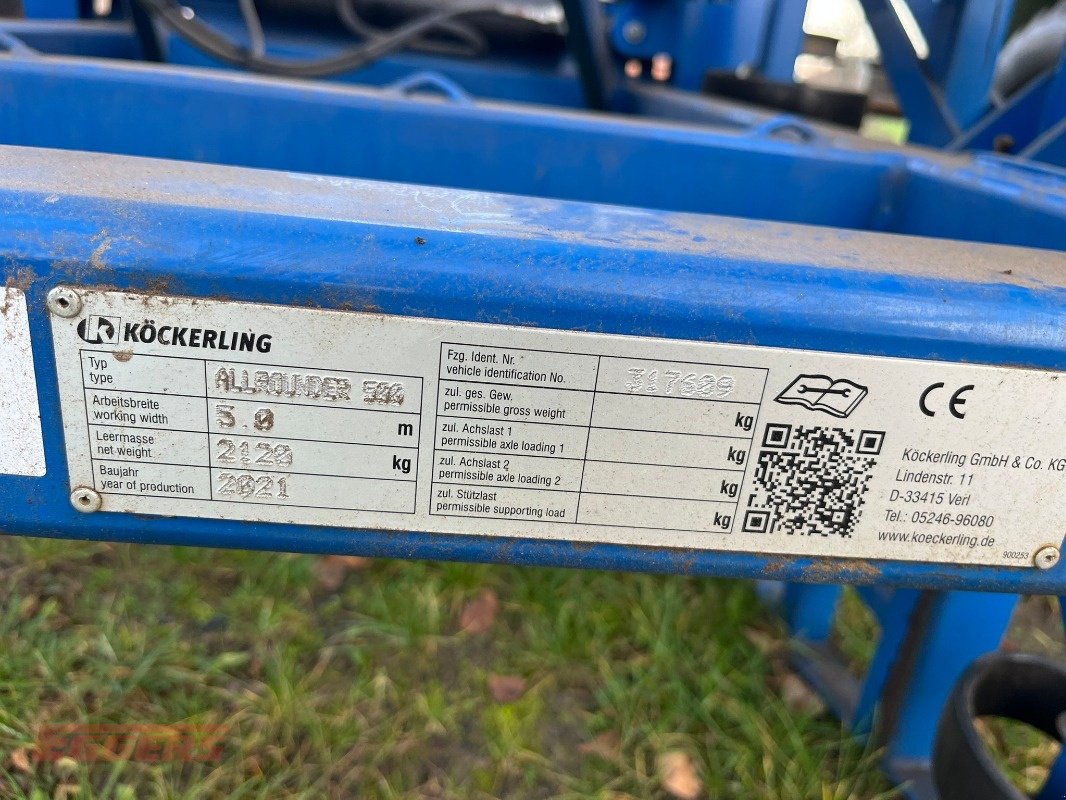 KÖCKERLING
Typ
type
ALLROUNDER 500
Arbeitsbreite
working width
5.0 m
Leermasse
net weight
2120 kg
Baujahr
year of production
2021
Fzg. Ident. Nr.
vehicle identification No.
317609
zul. ges. Gew.
permissible gross weight
kg
zul. Achslast 1
permissible axle loading 1
kg
zul. Achslast 2
permissible axle loading 2
kg
zul. Stützlast
permissible supporting load
kg
CE
Köckerling GmbH & Co. KG
Lindenstr. 11
D-33415 Verl
Tel.: 05246-96080
www.koeckerling.de
900253